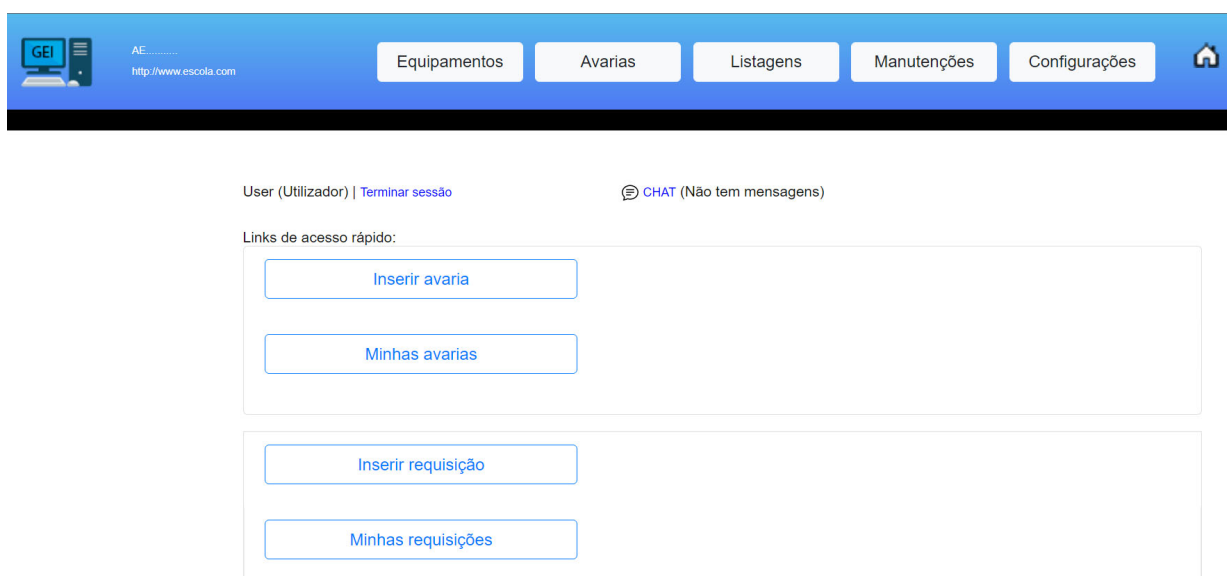 GEI
AE...........
http://www.escola.com
Equipamentos
Avarias
Listagens
Manutenções
Configurações
User (Utilizador) | Terminar sessão
CHAT (Não tem mensagens)
Links de acesso rápido:
Inserir avaria
Minhas avarias
Inserir requisição
Minhas requisições